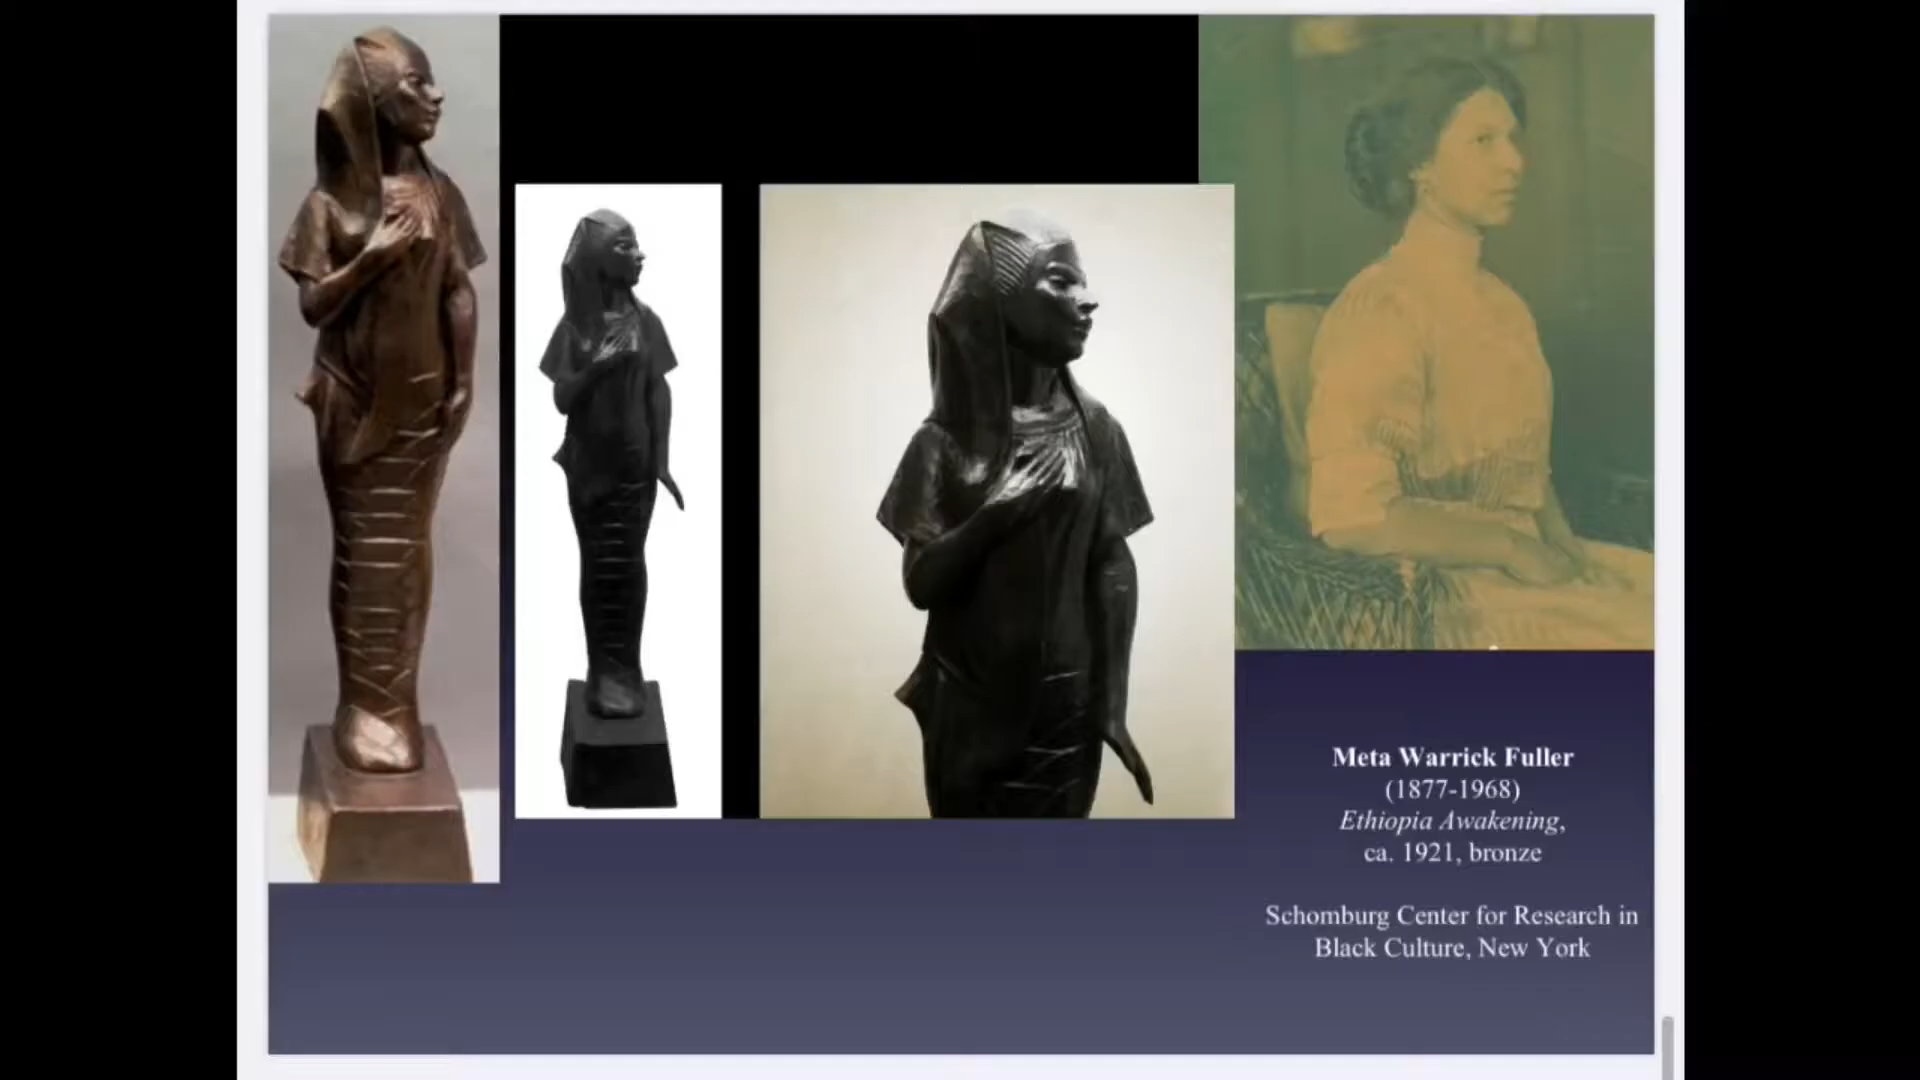 Meta Warrick Fuller
(1877-1968)
Ethiopia Awakening,
ca. 1921, bronze
Schomburg Center for Research in
Black Culture, New York